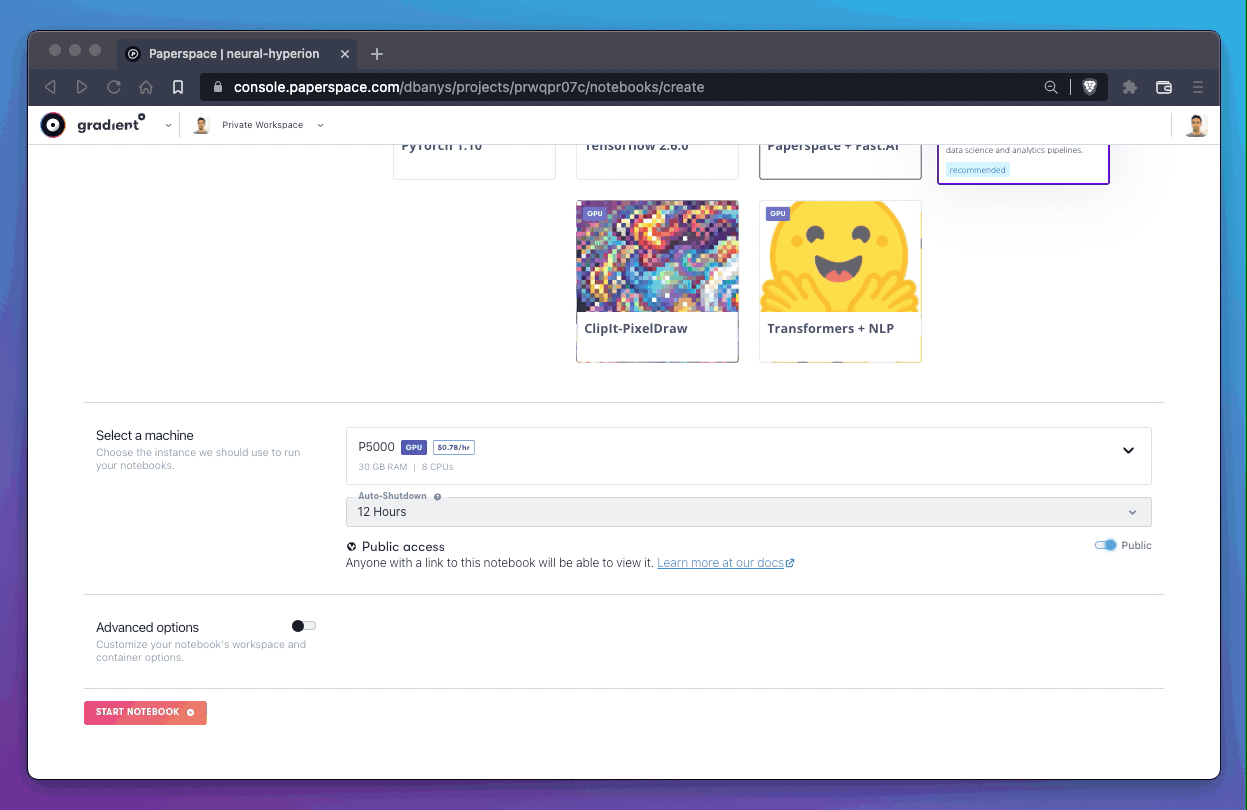 Paperspace | neural-hyperion
console.paperspace.com/dbanys/projects/prwqpr07c/notebooks/create
gradient
Private Workspace
PyTorch 1.10
Tensorflow 2.6.0
Paperspace + Fast.AI
data science and analytics pipelines.
recommended
GPU
GPU
ClipIt-PixelDraw
Transformers + NLP
Select a machine
Choose the instance we should use to run
your notebooks.
P5000 GPU $0.78/hr
30 GB RAM | 8 CPUs
Auto-Shutdown
12 Hours
Public access
Public
Anyone with a link to this notebook will be able to view it. Learn more at our docs
Advanced options
Customize your notebook's workspace and
container options.
START NOTEBOOK